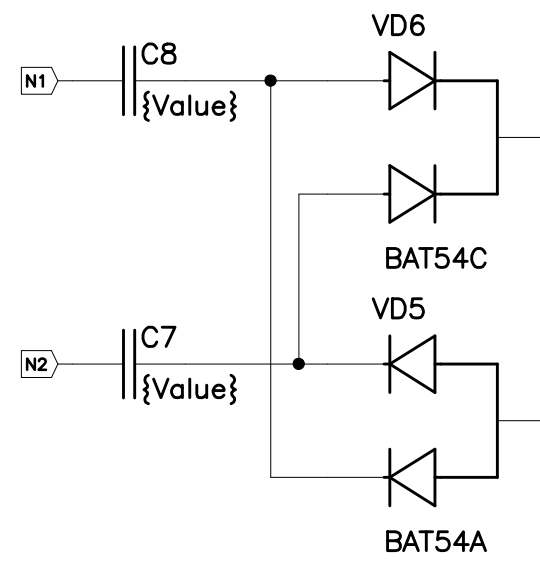 VD6
C8
N1
{Value}
BAT54C
VD5
C7
N2
{Value}
BAT54A